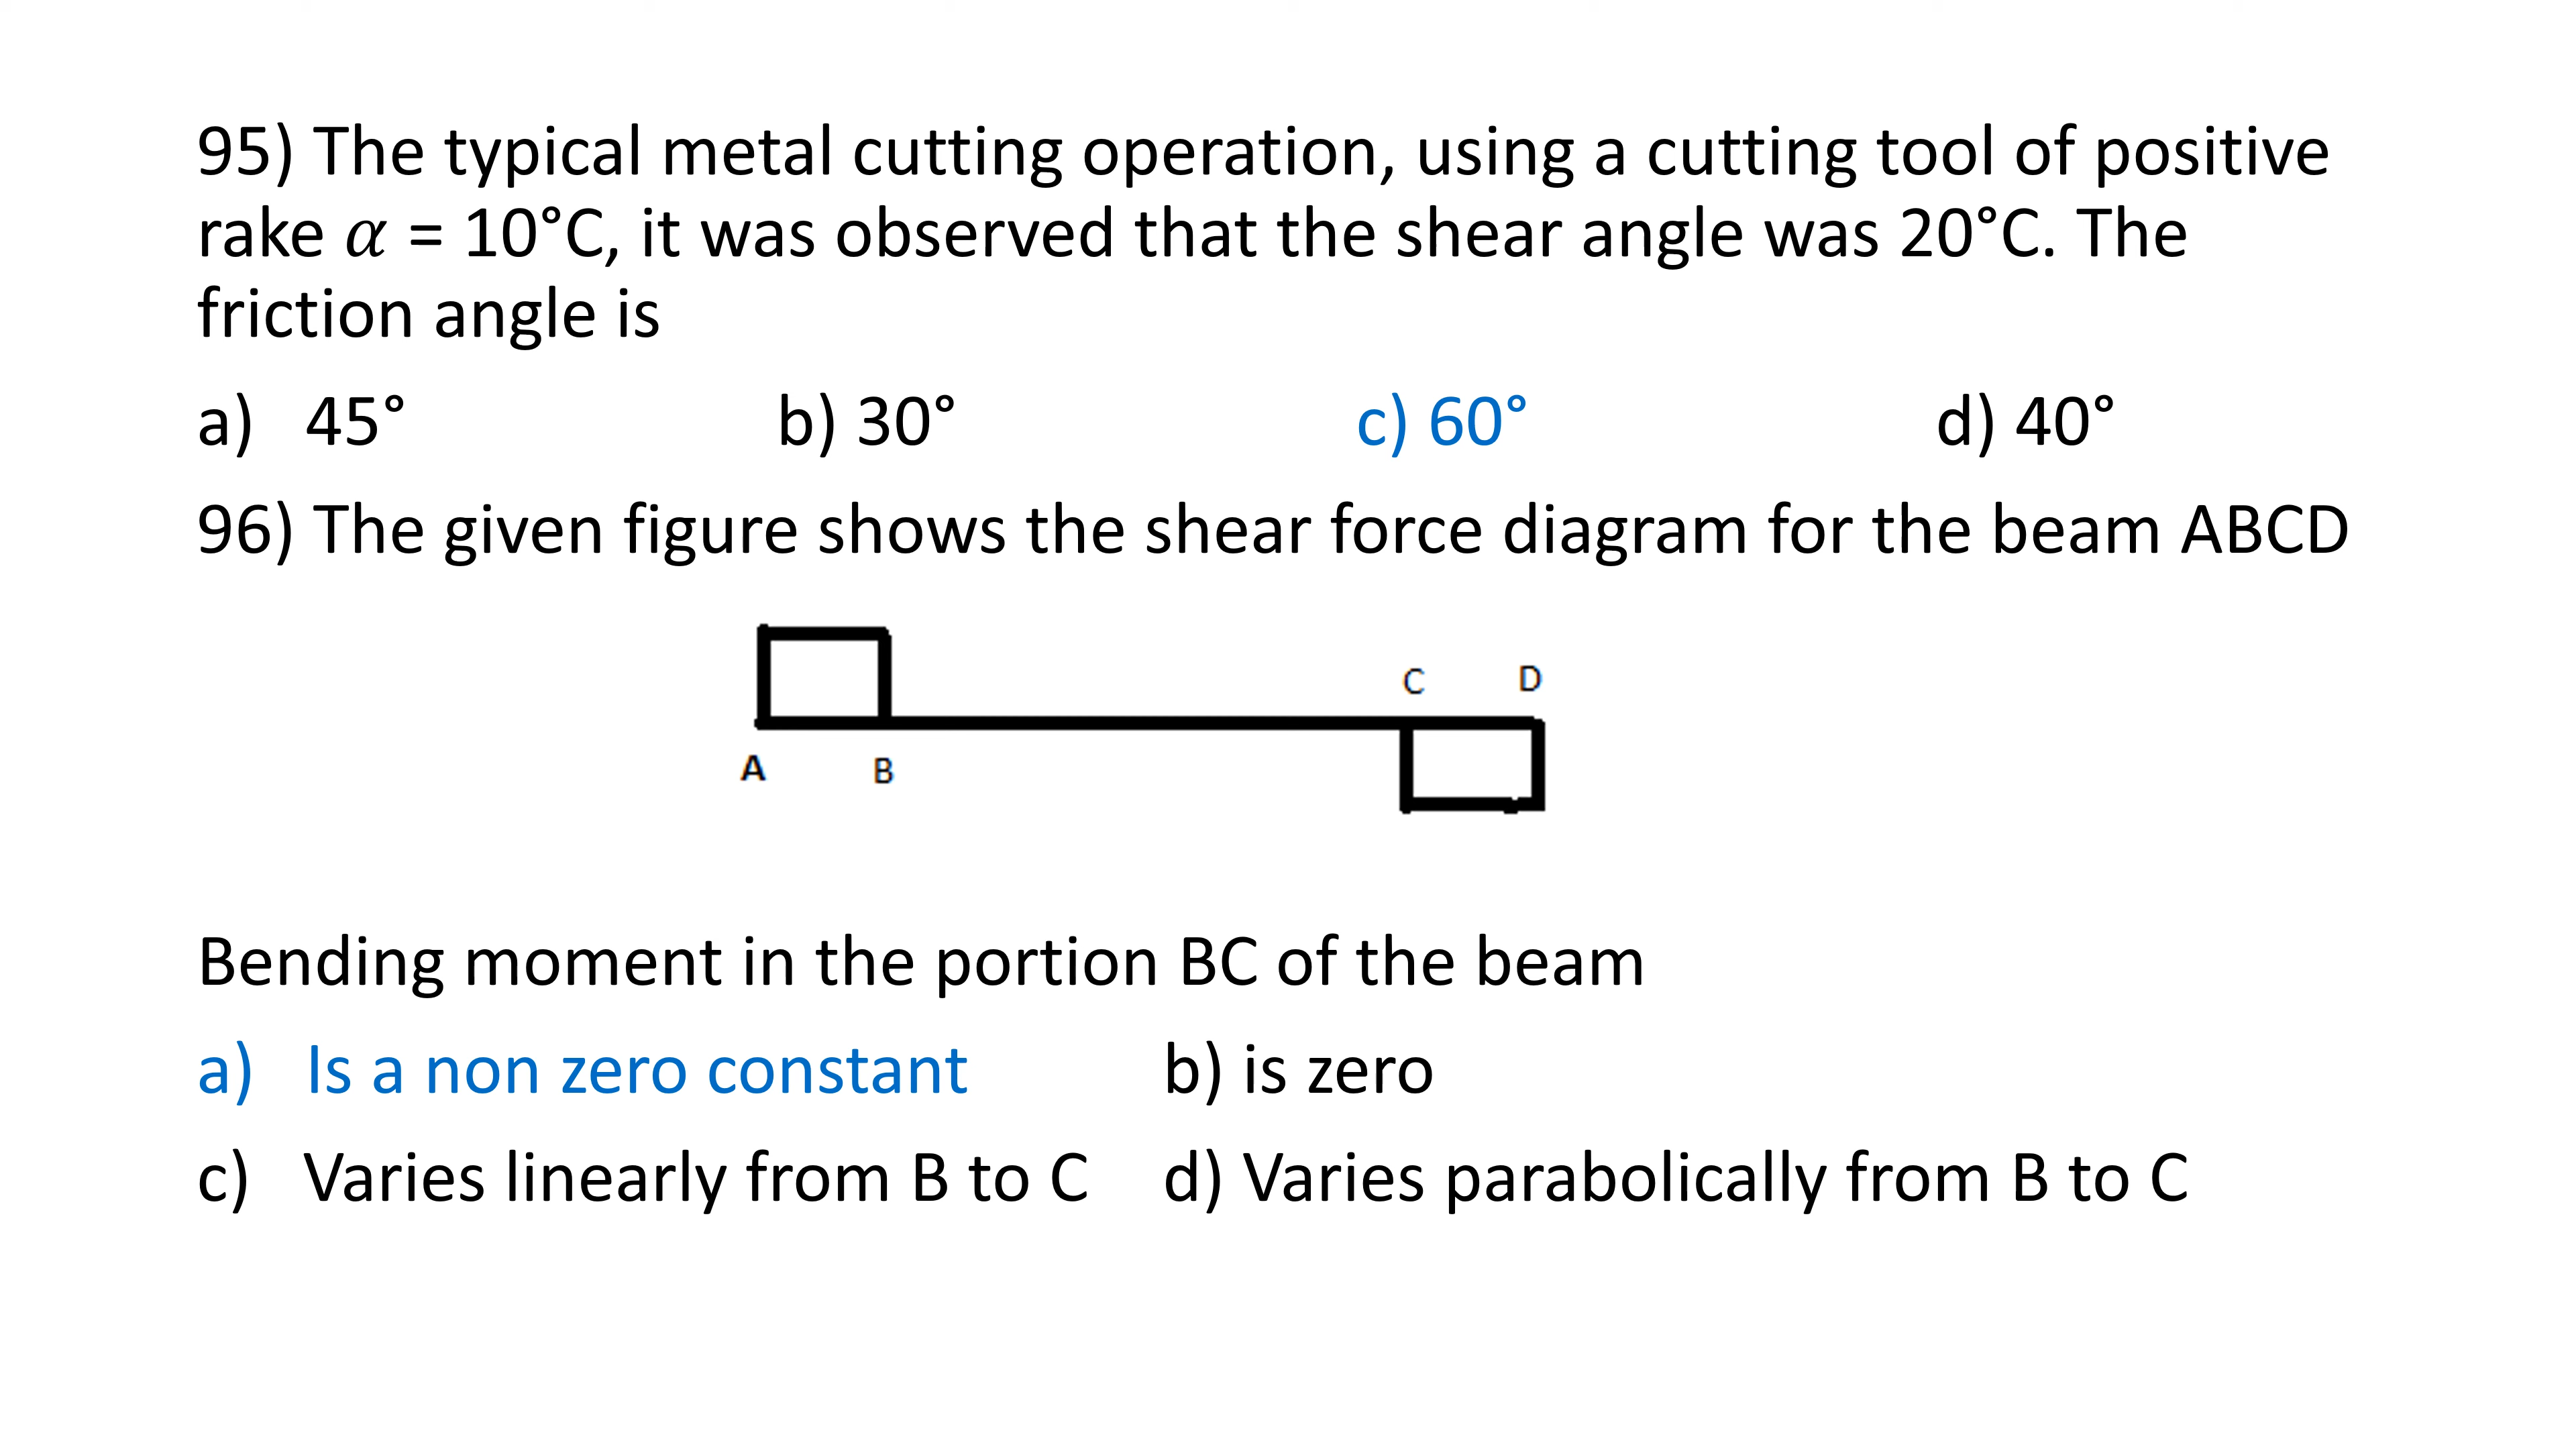 95) The typical metal cutting operation, using a cutting tool of positive
rake α = 10°C, it was observed that the shear angle was 20°C. The
friction angle is
a) 45° b) 30° c) 60° d) 40°
96) The given figure shows the shear force diagram for the beam ABCD
C D
A B
Bending moment in the portion BC of the beam
a) Is a non zero constant b) is zero
c) Varies linearly from B to C d) Varies parabolically from B to C